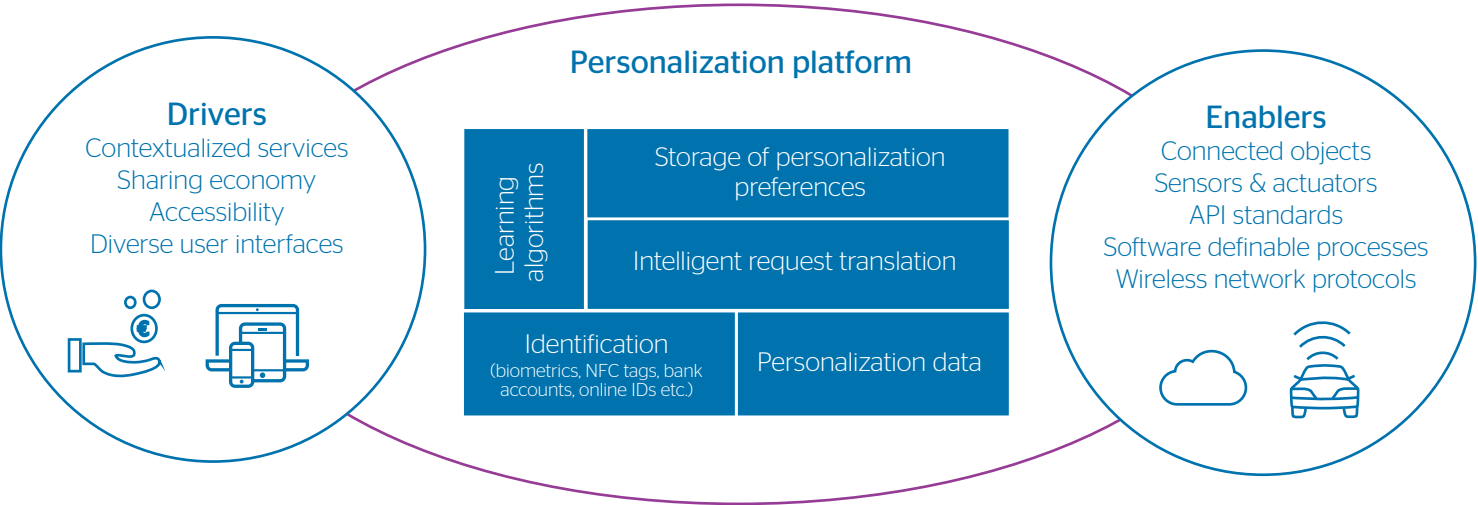 Personalization platform
Drivers
Contextualized services
Sharing economy
Accessibility
Diverse user interfaces
€
Learning
algorithms
Storage of personalization
preferences
Intelligent request translation
Identification
(biometrics, NFC tags, bank
accounts, online IDs etc.)
Personalization data
Enablers
Connected objects
Sensors & actuators
API standards
Software definable processes
Wireless network protocols